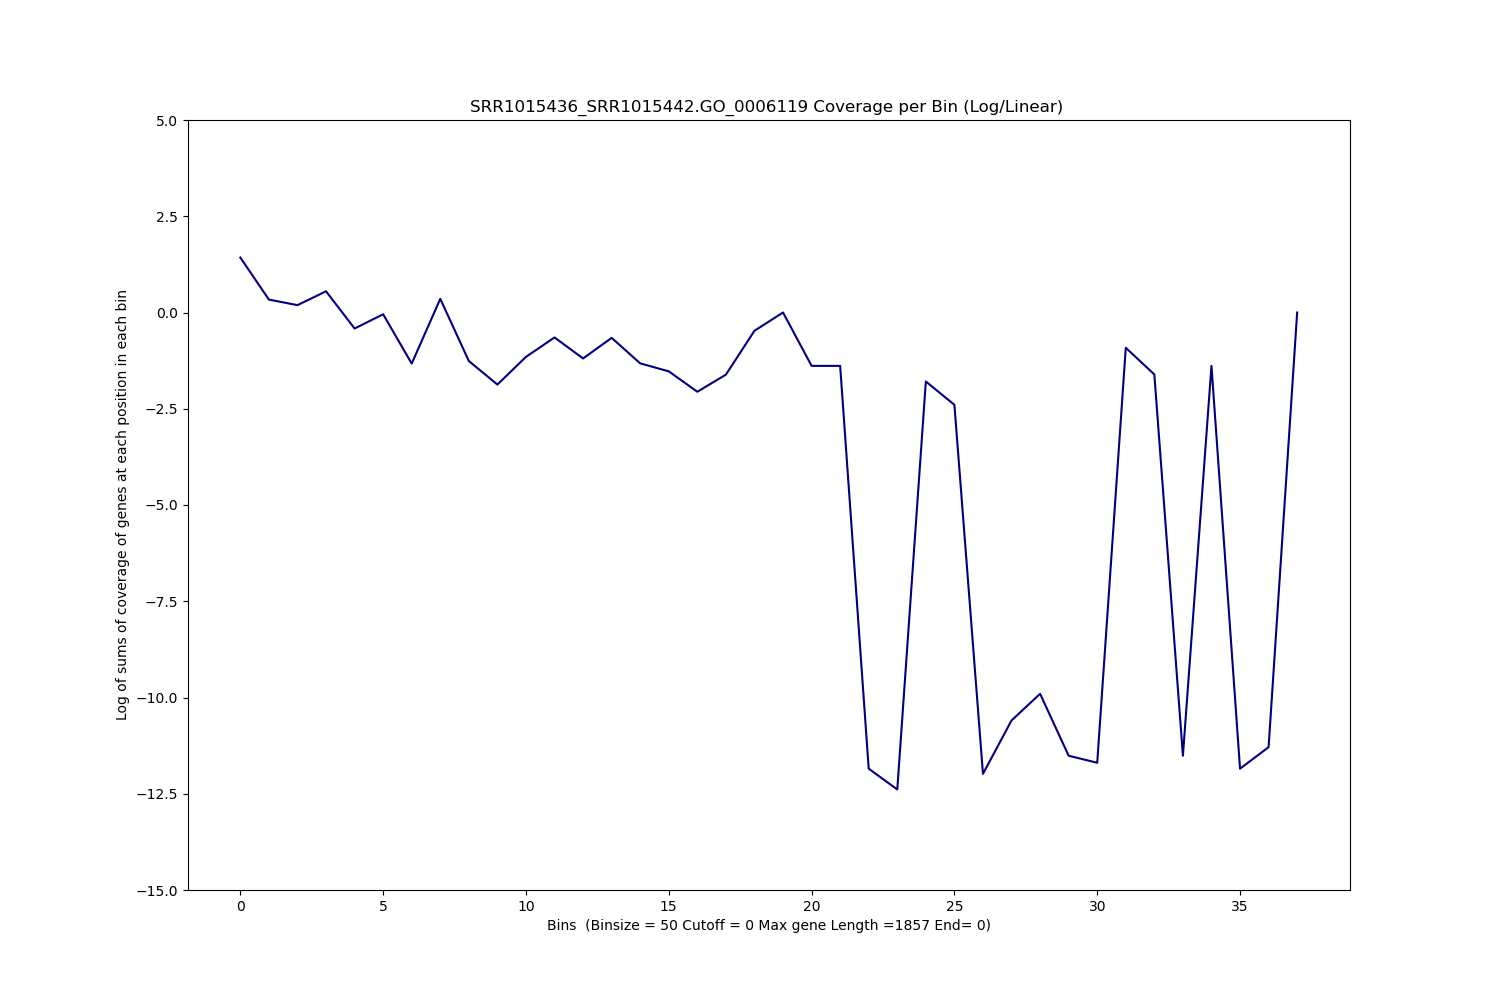 SRR1015436_SRR1015442.GO_0006119 Coverage per Bin (Log/Linear)
5.0
2.5
0.0
−2.5
−5.0
−7.5
−10.0
−12.5
−15.0
Log of sums of coverage of genes at each position in each bin
0 5 10 15 20 25 30 35
Bins  (Binsize = 50 Cutoff = 0 Max gene Length =1857 End= 0)